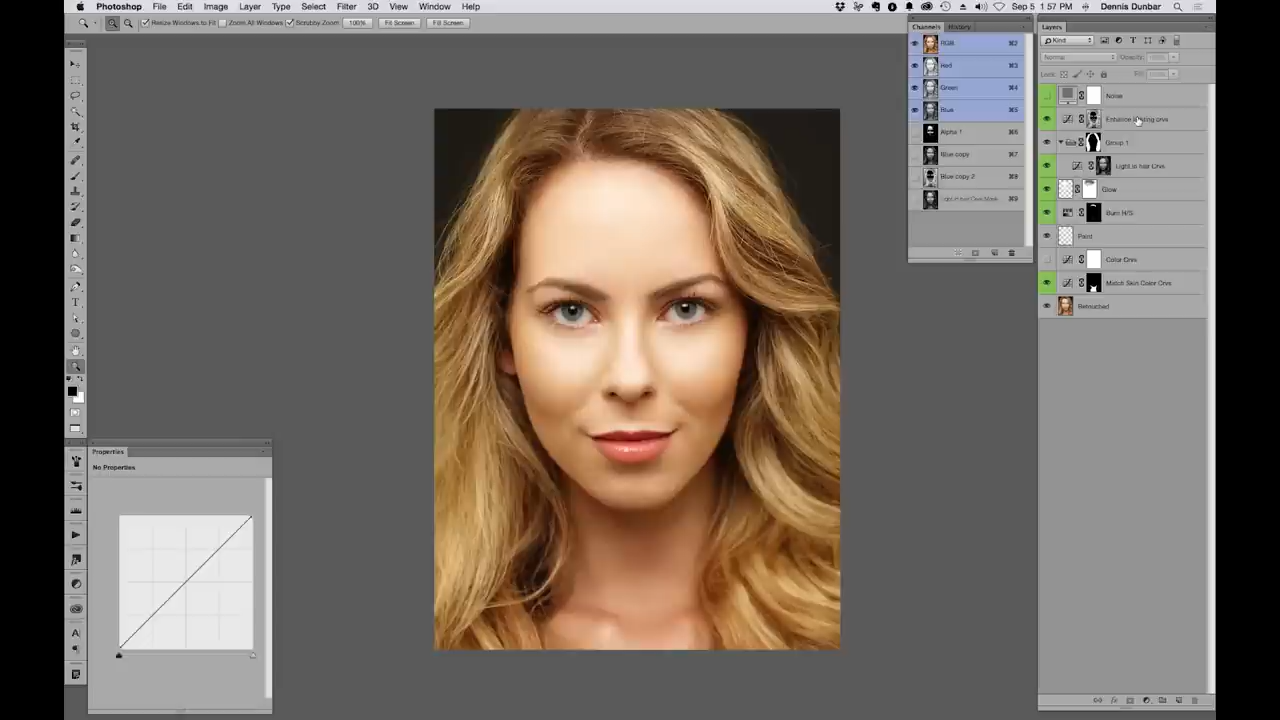 Photoshop File Edit Image Layer Type Select Filter 3D View Window Help
Sep 5 1:57 PM Dennis Dunbar
Resize Windows to Fit Zoom All Windows Scrubby Zoom 100% Fit Screen Fill Screen
Channels History
RGB ⌘2
Red ⌘3
Green ⌘4
Blue ⌘5
Alpha 1 ⌘6
Blue copy ⌘7
Blue copy 2 ⌘8
⌘9
Layers
Kind
Normal Opacity:
Lock: Fill:
Noise
Enhance
Group 1
Light in hair Crvs
Glow
Burn H/S
Paint
Color Crvs
Match Skin Color Crvs
Retouched
Properties
No Properties